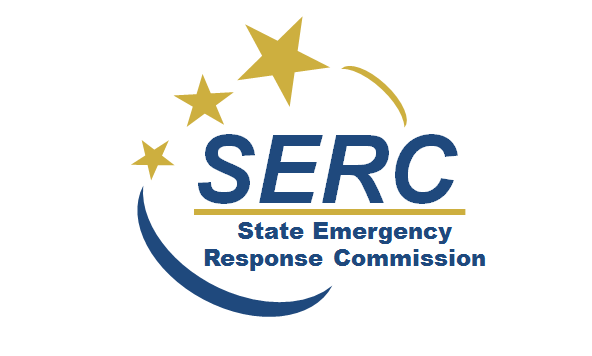 SERC
State Emergency
Response Commission